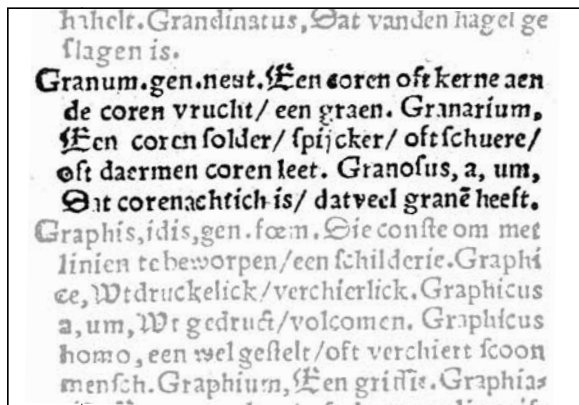 hahelt. Grandinatus, Dat vanden hagel ge
ſlagen is.
Granum.gen.neut. Een coren oft kerne aen
de coren vrucht/ een graen. Granarium,
Een coren ſolder/ ſpijcker/ oft ſchuere/
oft daermen coren leet. Granoſus, a, um,
Dat corenachtich is/ datveel granē heeft.
Graphis,idis,gen.fœm. Die conſte om met
linien te beworpen/een ſchilderie.Graphi
ce, Wtdruckelick/verchierlick.Graphicus
a,um, Wt gedruct/volcomen. Graphicus
homo, een wel geſtelt/oft verchiert ſcoon
menſch.Graphium, Een griffie. Graphias